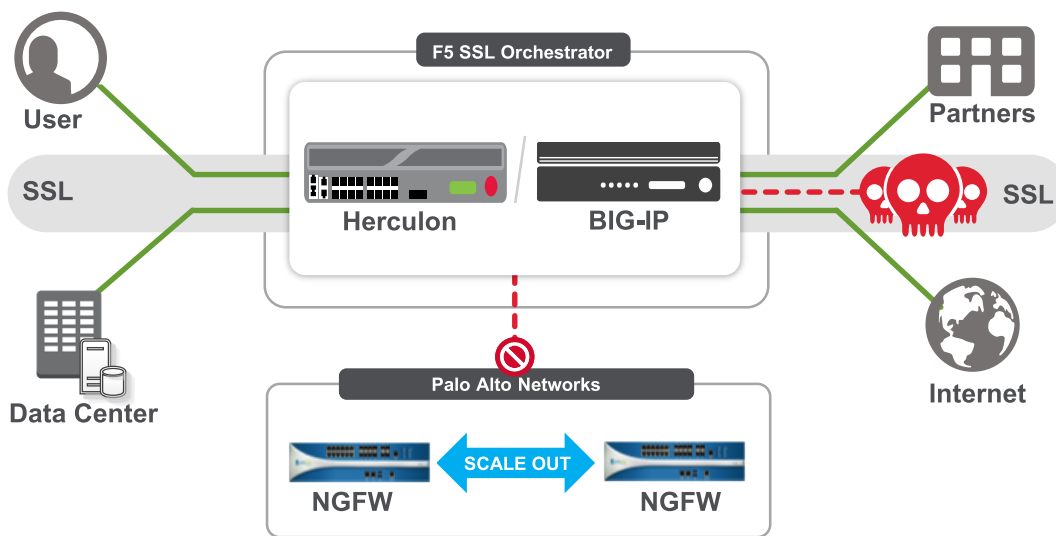 F5 SSL Orchestrator
User
Partners
SSL
SSL
Herculon
BIG-IP
Palo Alto Networks
Data Center
Internet
SCALE OUT
NGFW
NGFW